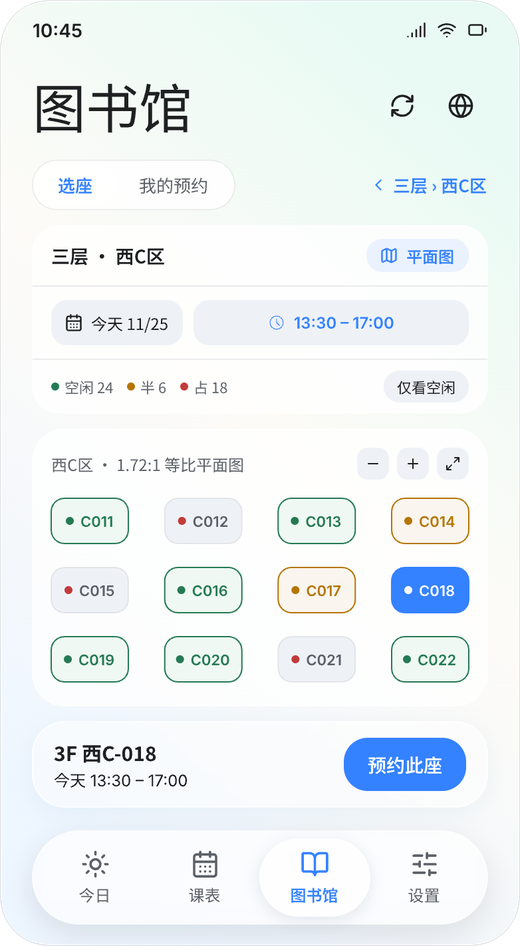 10:45
图书馆
选座 我的预约 三层 › 西C区
三层 · 西C区 平面图
今天 11/25 13:30 – 17:00
空闲 24 半 6 占 18 仅看空闲
西C区 · 1.72:1 等比平面图
C011 C012 C013 C014
C015 C016 C017 C018
C019 C020 C021 C022
3F 西C-018
今天 13:30 – 17:00
预约此座
今日 课表 图书馆 设置